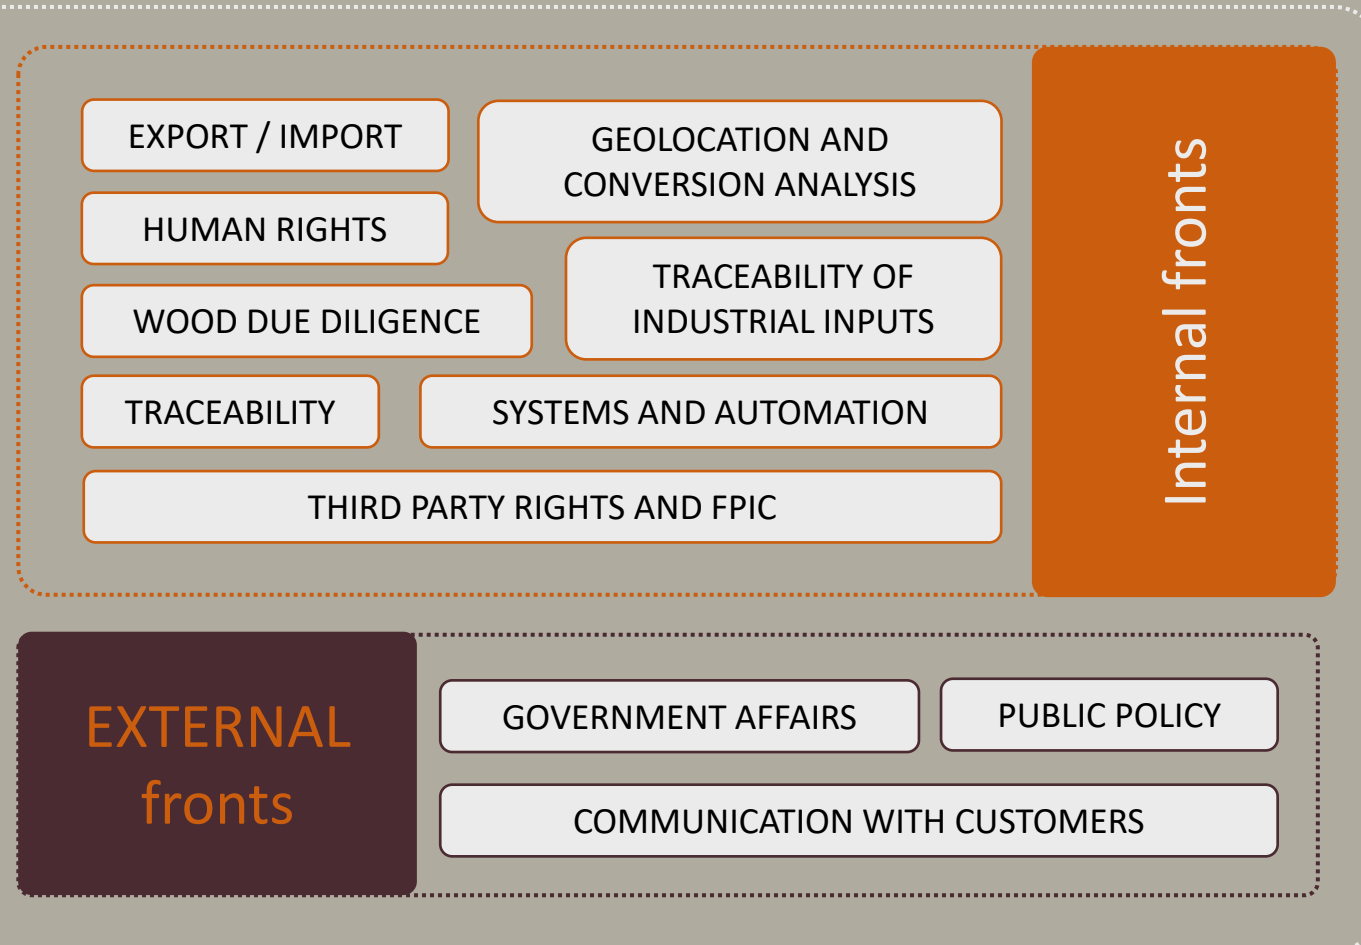 EXPORT / IMPORT
GEOLOCATION AND
CONVERSION ANALYSIS
HUMAN RIGHTS
TRACEABILITY OF
INDUSTRIAL INPUTS
WOOD DUE DILIGENCE
TRACEABILITY
SYSTEMS AND AUTOMATION
THIRD PARTY RIGHTS AND FPIC
Internal fronts
EXTERNAL
fronts
GOVERNMENT AFFAIRS
PUBLIC POLICY
COMMUNICATION WITH CUSTOMERS